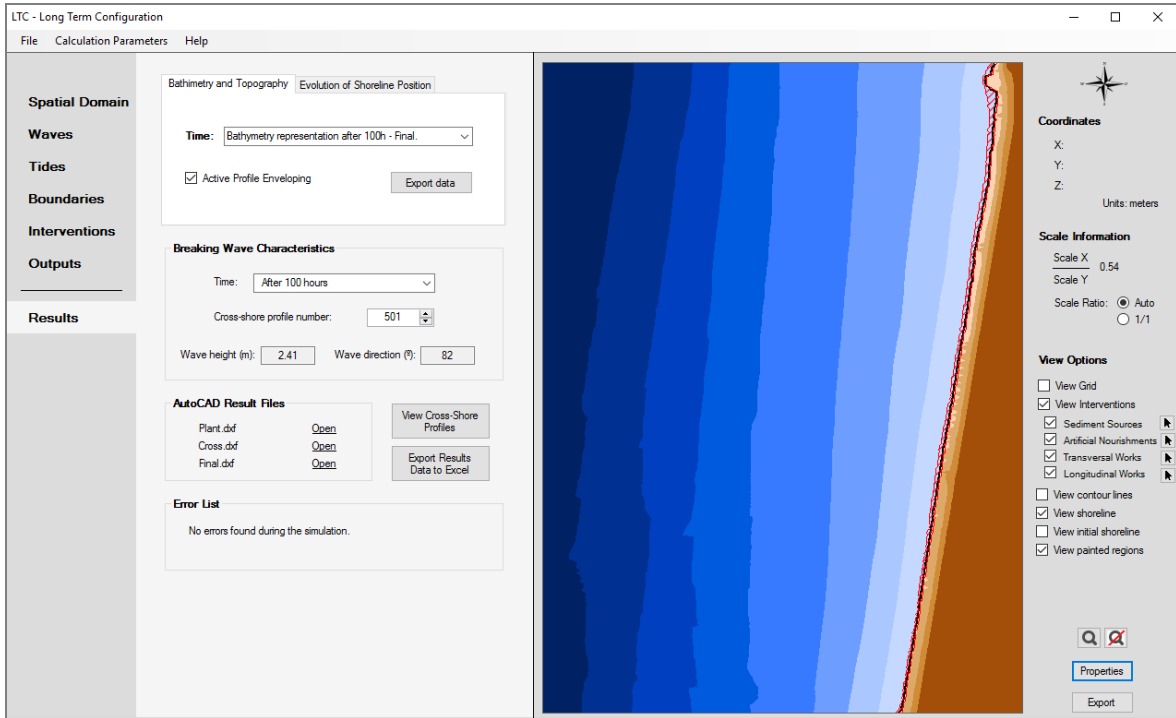 LTC - Long Term Configuration
File Calculation Parameters Help
Spatial Domain
Waves
Tides
Boundaries
Interventions
Outputs
Results
Bathimetry and Topography Evolution of Shoreline Position
Time: Bathymetry representation after 100h - Final.
Active Profile Enveloping Export data
Breaking Wave Characteristics
Time: After 100 hours
Cross-shore profile number: 501
Wave height (m): 2.41 Wave direction (º): 82
AutoCAD Result Files
Plant.dxf Open
Cross.dxf Open
Final.dxf Open
View Cross-Shore
Profiles
Export Results
Data to Excel
Error List
No errors found during the simulation.
Coordinates
X:
Y:
Z:
Units: meters
Scale Information
Scale X
Scale Y
0.54
Scale Ratio: Auto
1/1
View Options
View Grid
View Interventions
Sediment Sources
Artificial Nourishments
Transversal Works
Longitudinal Works
View contour lines
View shoreline
View initial shoreline
View painted regions
Properties
Export